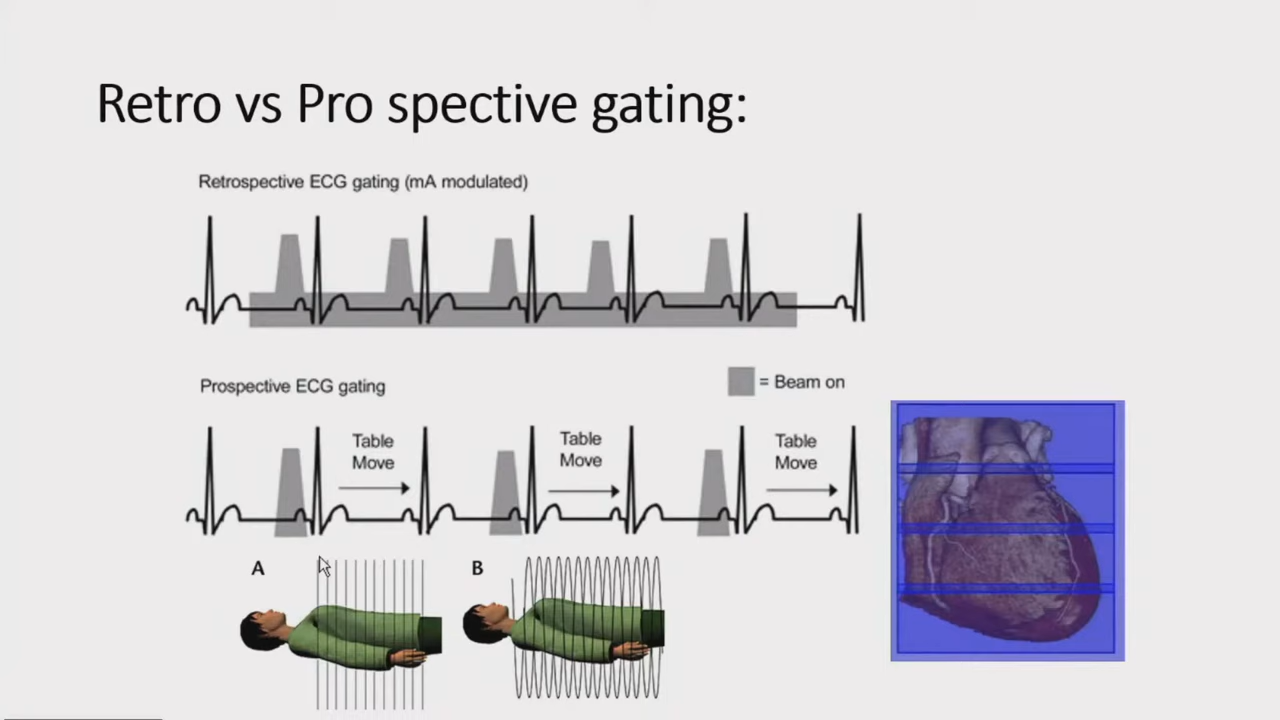 Retro vs Pro spective gating:
Retrospective ECG gating (mA modulated)
Prospective ECG gating
= Beam on
Table
Move
Table
Move
Table
Move
A
B